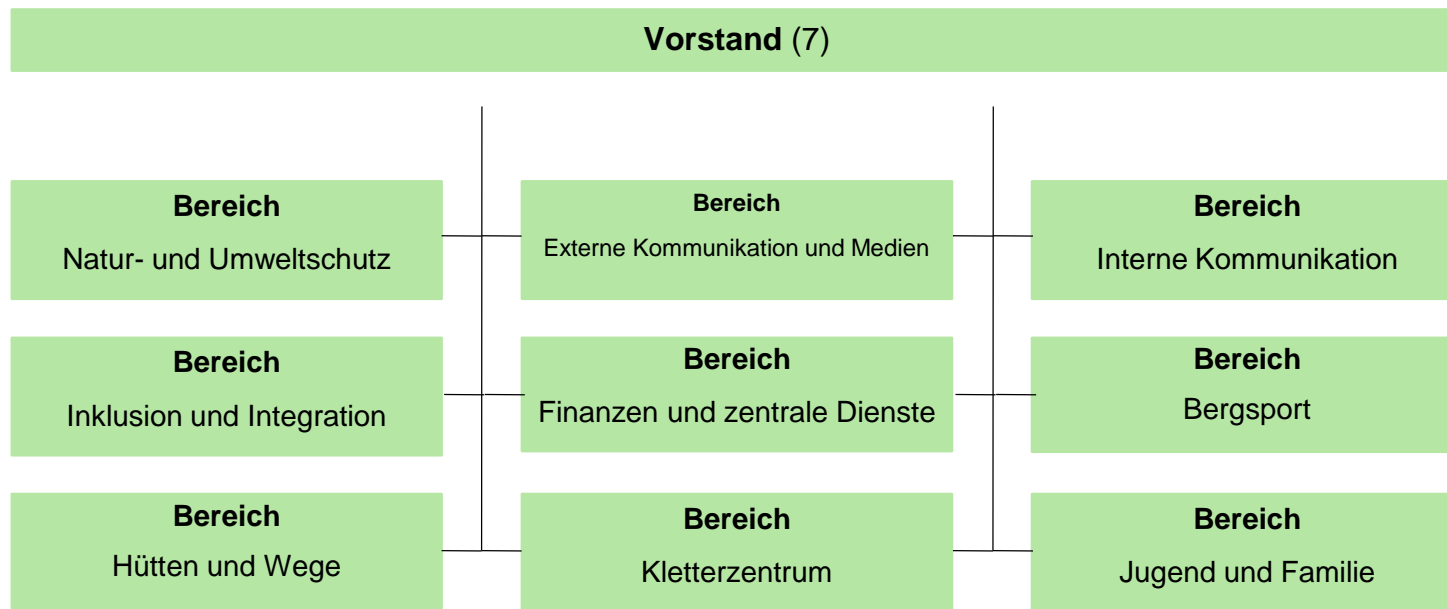 Vorstand (7)
Bereich
Natur- und Umweltschutz
Bereich
Externe Kommunikation und Medien
Bereich
Interne Kommunikation
Bereich
Inklusion und Integration
Bereich
Finanzen und zentrale Dienste
Bereich
Bergsport
Bereich
Hütten und Wege
Bereich
Kletterzentrum
Bereich
Jugend und Familie